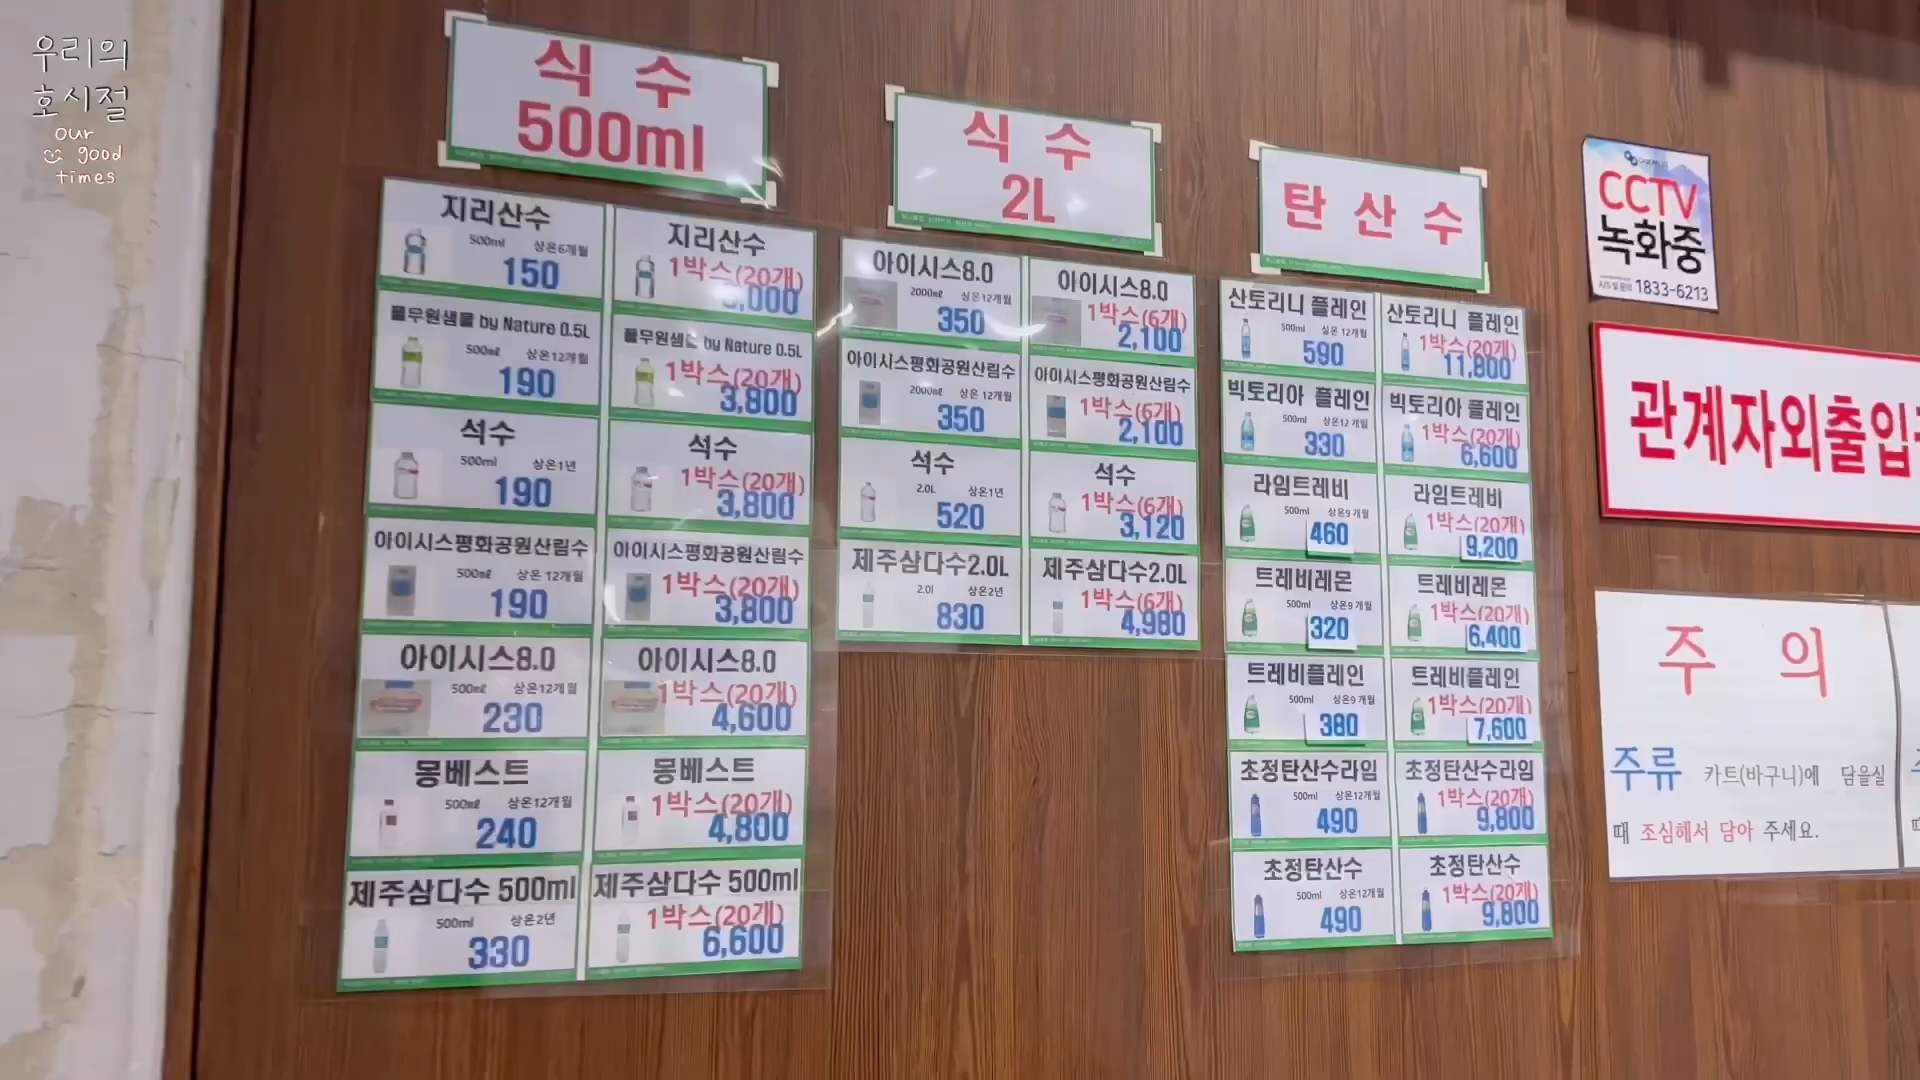 우리의
호시절
our
good
times
식수
500ml
지리산수
500ml 상온6개월
150
지리산수
1박스(20개)
3,000
풀무원샘물 by Nature 0.5L
500㎖ 상온12개월
190
풀무원샘물 by Nature 0.5L
1박스(20개)
3,800
석수
500ml 상온1년
190
석수
1박스(20개)
3,800
아이시스평화공원산림수
500㎖ 상온 12개월
190
아이시스평화공원산림수
1박스(20개)
3,800
아이시스8.0
500㎖ 상온12개월
230
아이시스8.0
1박스(20개)
4,600
몽베스트
500㎖ 상온12개월
240
몽베스트
1박스(20개)
4,800
제주삼다수 500ml
500ml 상온2년
330
제주삼다수 500ml
1박스(20개)
6,600
식수
2L
아이시스8.0
2000㎖ 상온12개월
350
아이시스8.0
1박스(6개)
2,100
아이시스평화공원산림수
2000㎖ 상온 12개월
350
아이시스평화공원산림수
1박스(6개)
2,100
석수
2.0L 상온1년
520
석수
1박스(6개)
3,120
제주삼다수2.0L
2.0l 상온2년
830
제주삼다수2.0L
1박스(6개)
4,980
탄산수
산토리니 플레인
500ml 실온 12개월
590
산토리니 플레인
1박스(20개)
11,800
빅토리아 플레인
500ml 상온12개월
330
빅토리아 플레인
1박스(20개)
6,600
라임트레비
500ml 상온9개월
460
라임트레비
1박스(20개)
9,200
트레비레몬
500ml 상온9개월
320
트레비레몬
1박스(20개)
6,400
트레비플레인
500ml 상온9개월
380
트레비플레인
1박스(20개)
7,600
초정탄산수라임
500ml 상온12개월
490
초정탄산수라임
1박스(20개)
9,800
초정탄산수
500ml 상온12개월
490
초정탄산수
1박스(20개)
9,800
CCTV
녹화중
1833-6213
관계자외출입
주의
주류 카트(바구니)에 담을실
때 조심해서 담아 주세요.